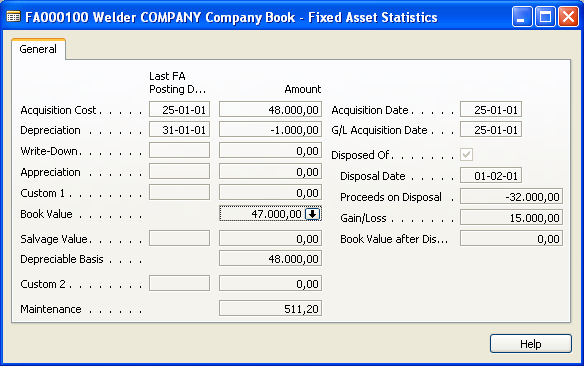 FA000100 Welder COMPANY Company Book - Fixed Asset Statistics
General
Last FA Posting D... Amount
Acquisition Cost . . . . . 25-01-01 48.000,00 Acquisition Date . . . . . 25-01-01
Depreciation . . . . . . . 31-01-01 -1.000,00 G/L Acquisition Date . . . 25-01-01
Write-Down . . . . . . . 0,00 Disposed Of . . . . . . .
Appreciation . . . . . . . 0,00 Disposal Date . . . . . 01-02-01
Custom 1 . . . . . . . . 0,00 Proceeds on Disposal . -32.000,00
Book Value . . . . . . . 47.000,00 Gain/Loss . . . . . . . 15.000,00
Salvage Value . . . . . . 0,00 Book Value after Dis... 0,00
Depreciable Basis . . . . 48.000,00
Custom 2 . . . . . . . . 0,00
Maintenance . . . . . . 511,20
Help